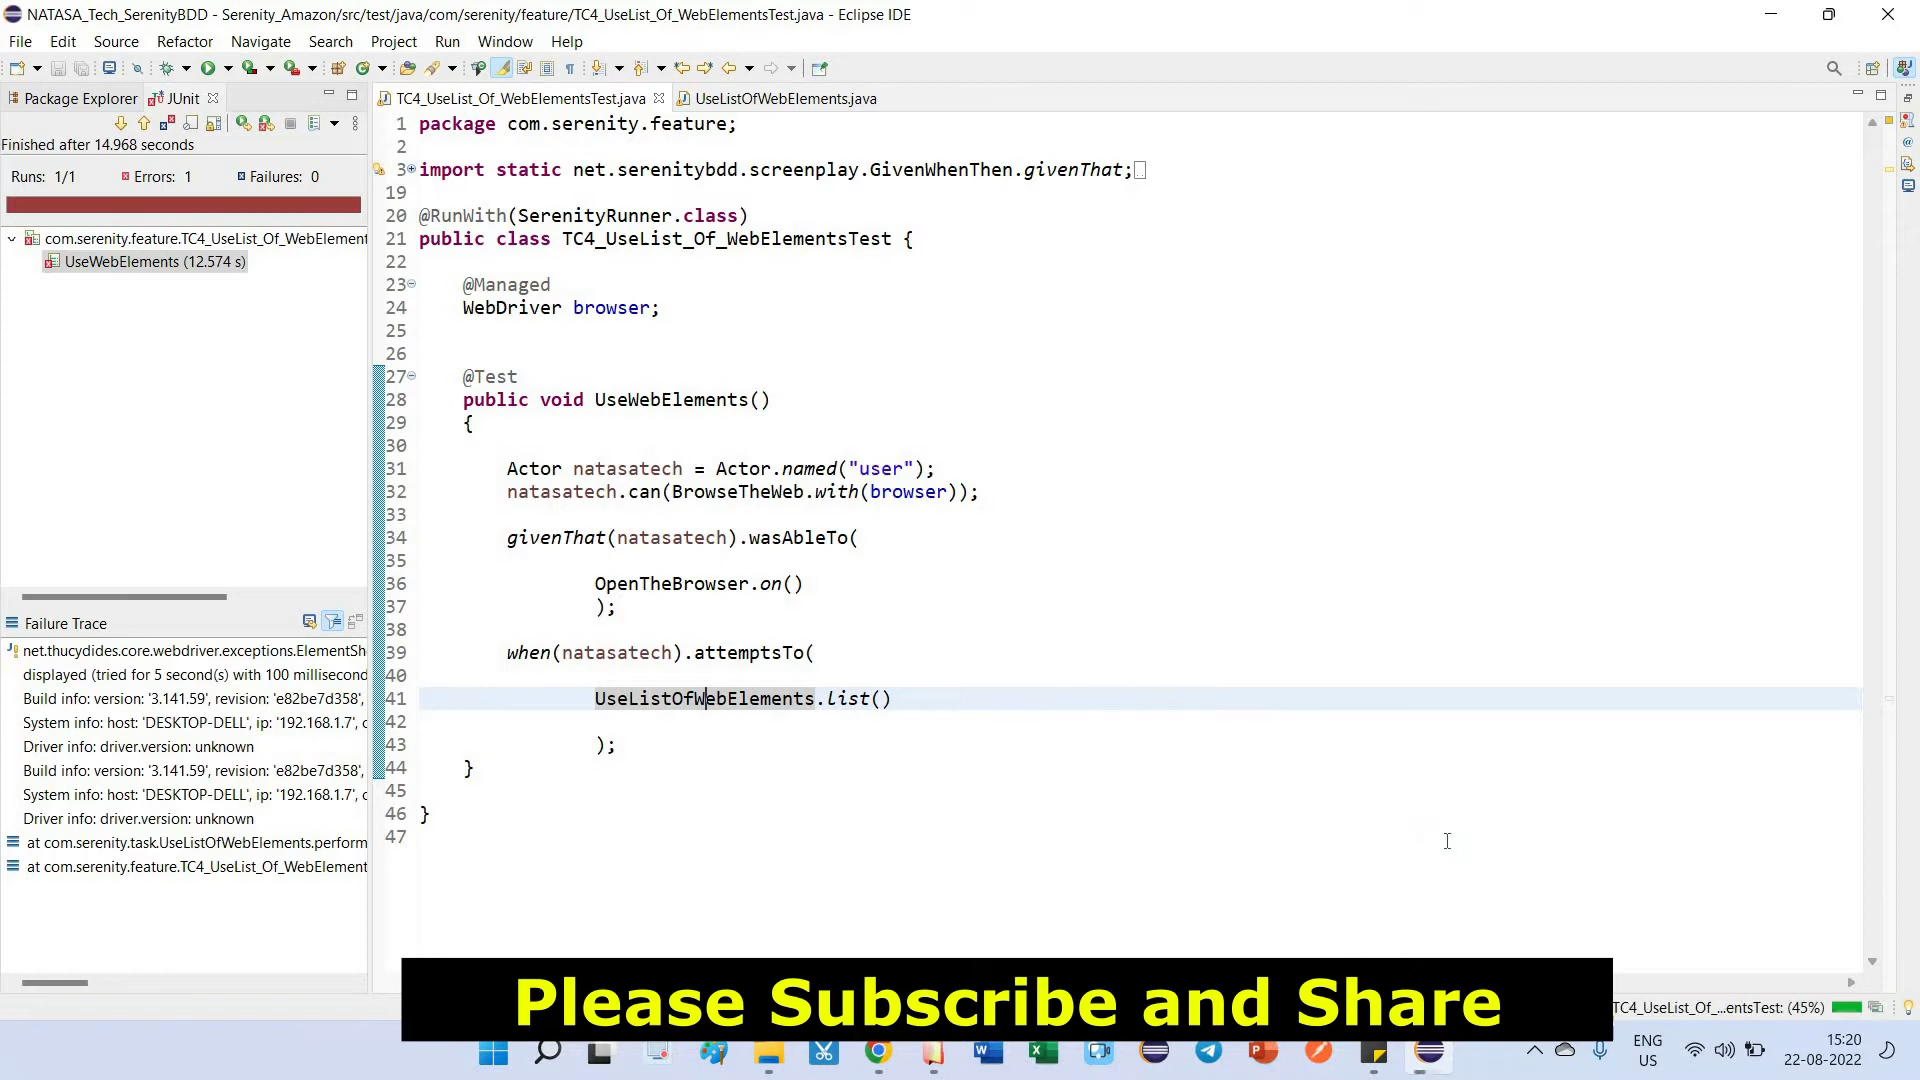 NATASA_Tech_SerenityBDD - Serenity_Amazon/src/test/java/com/serenity/feature/TC4_UseList_Of_WebElementsTest.java - Eclipse IDE
File Edit Source Refactor Navigate Search Project Run Window Help
Package Explorer JUnit
Finished after 14.968 seconds
Runs: 1/1 Errors: 1 Failures: 0
com.serenity.feature.TC4_UseList_Of_WebElement
UseWebElements (12.574 s)
Failure Trace
net.thucydides.core.webdriver.exceptions.ElementSh
displayed (tried for 5 second(s) with 100 millisecond
Build info: version: '3.141.59', revision: 'e82be7d358',
System info: host: 'DESKTOP-DELL', ip: '192.168.1.7', c
Driver info: driver.version: unknown
Build info: version: '3.141.59', revision: 'e82be7d358',
System info: host: 'DESKTOP-DELL', ip: '192.168.1.7', c
Driver info: driver.version: unknown
at com.serenity.task.UseListOfWebElements.perform
at com.serenity.feature.TC4_UseList_Of_WebElement
TC4_UseList_Of_WebElementsTest.java UseListOfWebElements.java
1 package com.serenity.feature;
2
3 import static net.serenitybdd.screenplay.GivenWhenThen.givenThat;
19
20 @RunWith(SerenityRunner.class)
21 public class TC4_UseList_Of_WebElementsTest {
22
23 @Managed
24 WebDriver browser;
25
26
27 @Test
28 public void UseWebElements()
29 {
30
31 Actor natasatech = Actor.named("user");
32 natasatech.can(BrowseTheWeb.with(browser));
33
34 givenThat(natasatech).wasAbleTo(
35
36 OpenTheBrowser.on()
37 );
38
39 when(natasatech).attemptsTo(
40
41 UseListOfWebElements.list()
42
43 );
44 }
45
46 }
47
Please Subscribe and Share
TC4_UseList_Of_...entsTest: (45%)
ENG
US
15:20
22-08-2022